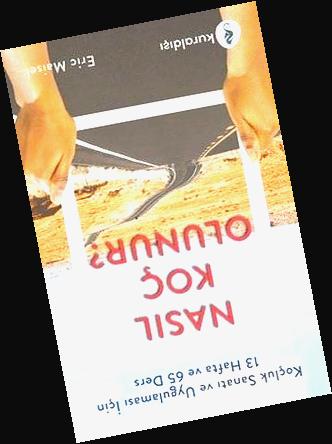 Koçluk Sanatı ve Uygulaması İçin
13 Hafta ve 65 Ders
NASIL
KOÇ
OLUNUR?
Eric Maisel
kuraldışı